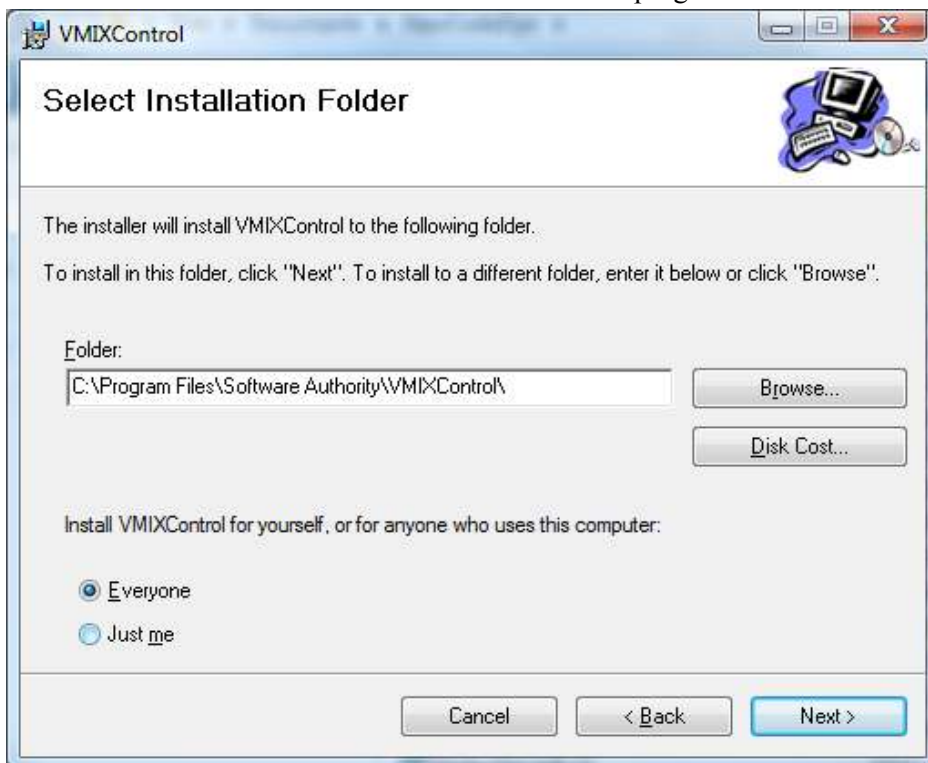 VMIXControl
Select Installation Folder
The installer will install VMIXControl to the following folder.
To install in this folder, click "Next". To install to a different folder, enter it below or click "Browse".
Folder:
C:\Program Files\Software Authority\VMIXControl\
Browse...
Disk Cost...
Install VMIXControl for yourself, or for anyone who uses this computer:
Everyone
Just me
Cancel
< Back
Next >